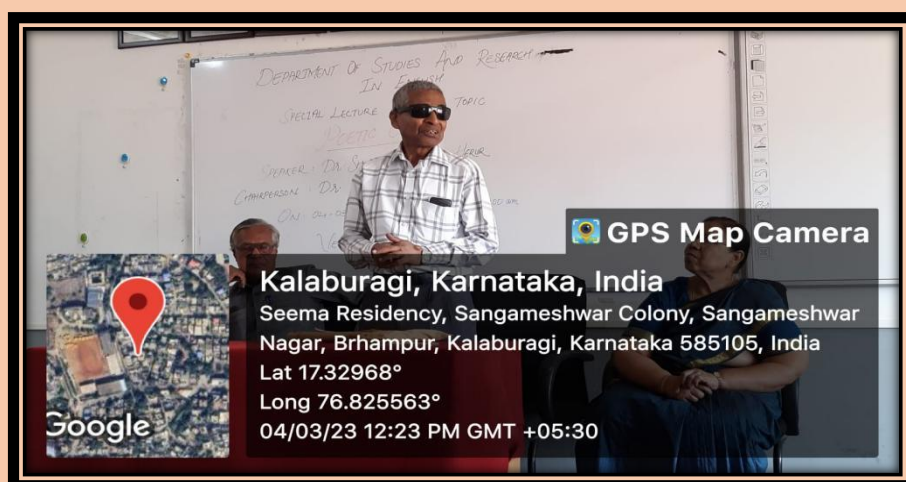 DEPARTMENT OF STUDIES AND RESEARCH
IN ENGLISH
SPECIAL LECTURE TOPIC
POETIC
SPEAKER: DR. HERUR
CHAIRPERSON: DR
ON:
GPS Map Camera
Kalaburagi, Karnataka, India
Seema Residency, Sangameshwar Colony, Sangameshwar
Nagar, Brhampur, Kalaburagi, Karnataka 585105, India
Lat 17.32968°
Long 76.825563°
04/03/23 12:23 PM GMT +05:30
Google